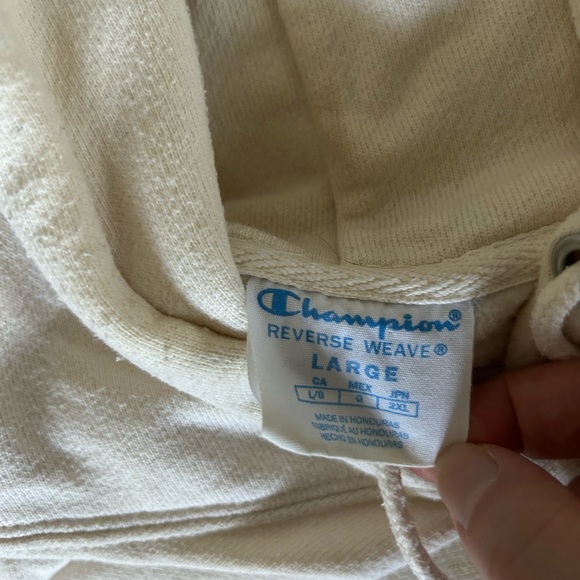 Champion®
REVERSE WEAVE®
LARGE
CA MEX JPN
L/G G 2XL
MADE IN HONDURAS
FABRIQUÉ AU HONDURAS
HECHO EN HONDURAS